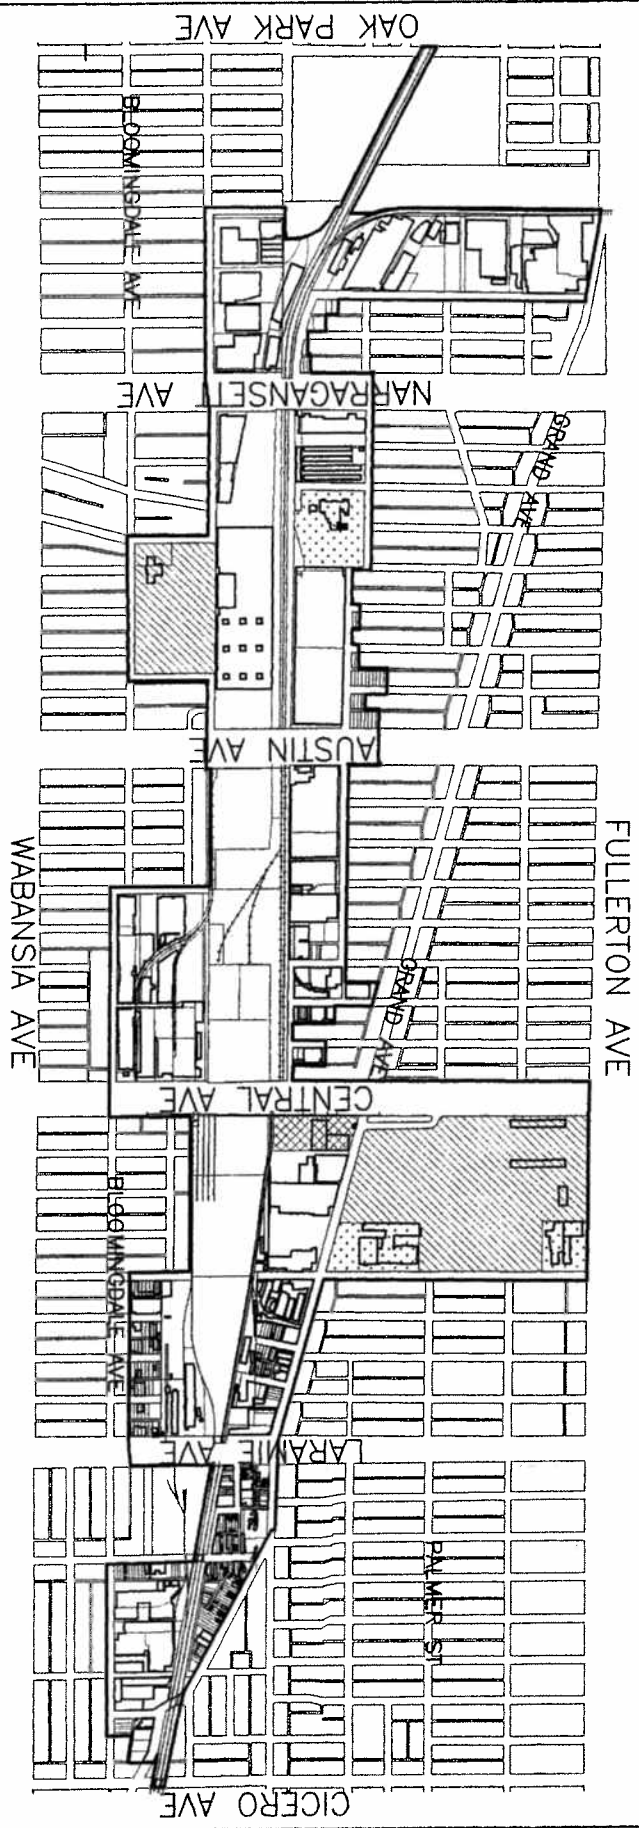 OAK PARK AVE
BLOOMINGDALE AVE
NARRAGANSETT AVE
GRAND AVE
AUSTIN AVE
WABANSIA AVE
FULLERTON AVE
GRAND AVE
CENTRAL AVE
BLOOMINGDALE AVE
LARAMIE AVE
PALMER ST
CICERO AVE